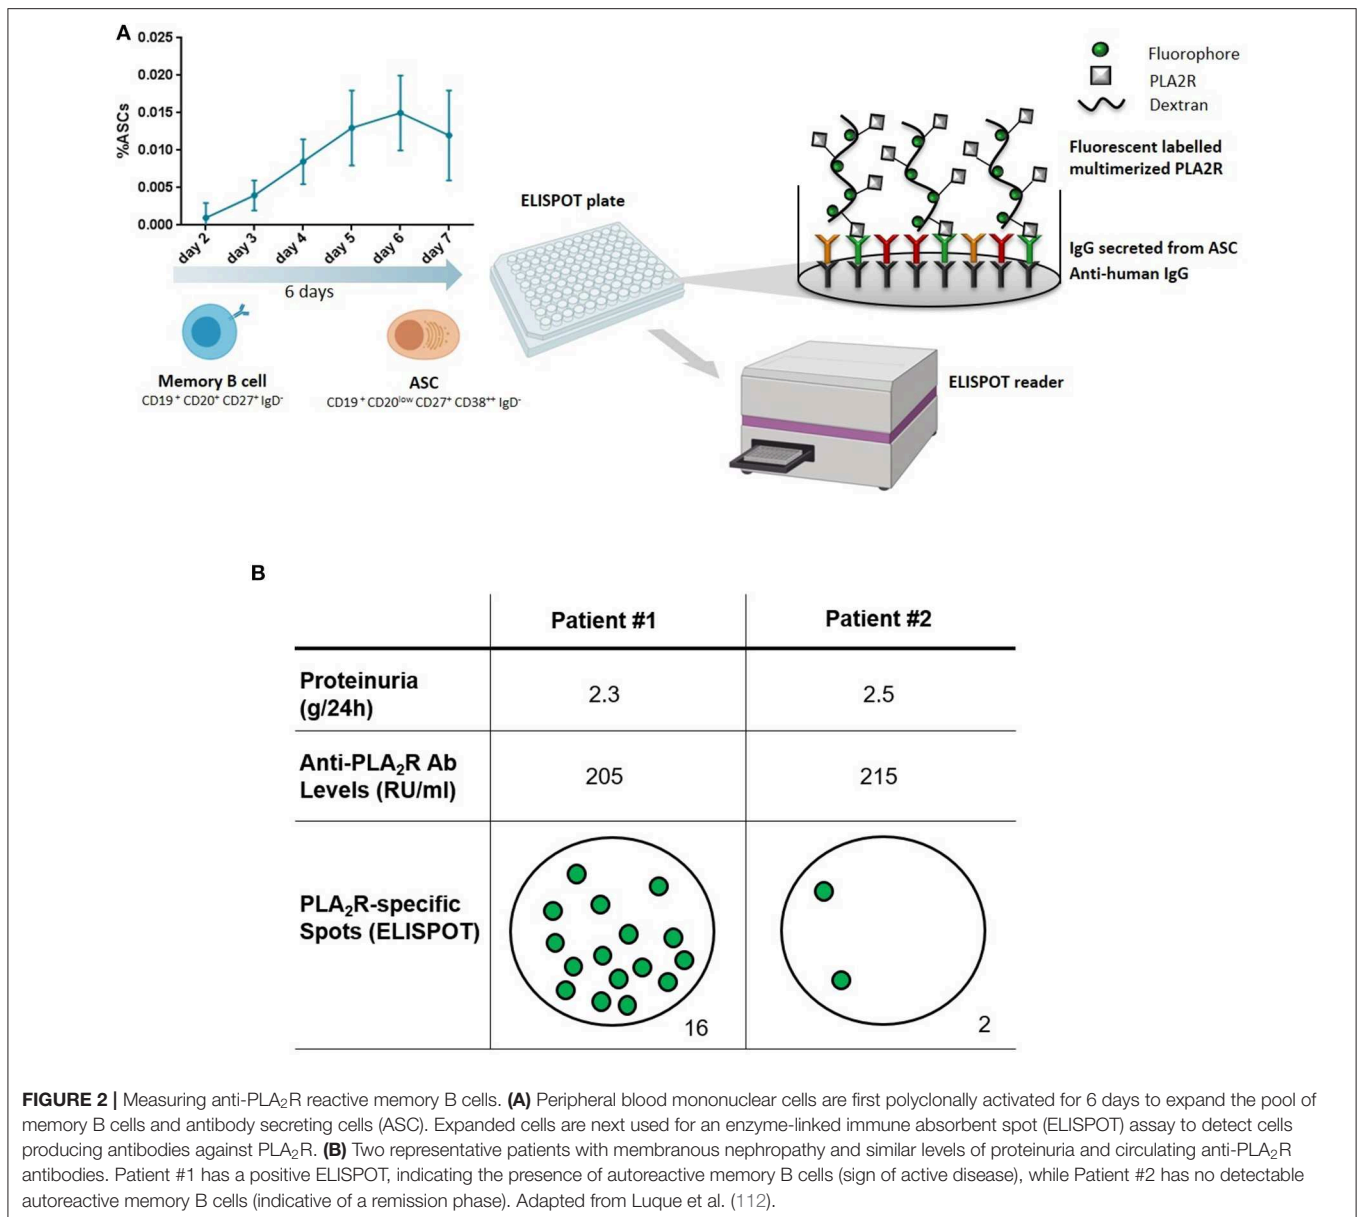 A
0.025
0.020
0.015
0.010
0.005
0.000
%ASCs
day 2
day 3
day 4
day 5
day 6
day 7
6 days
Memory B cell
CD19⁺ CD20⁺ CD27⁺ IgD⁻
ASC
CD19⁺ CD20ˡᵒʷ CD27⁺ CD38⁺⁺ IgD⁻
ELISPOT plate
Fluorophore
PLA2R
Dextran
Fluorescent labelled
multimerized PLA2R
IgG secreted from ASC
Anti-human IgG
ELISPOT reader
B
Patient #1 Patient #2
Proteinuria
(g/24h)
2.3 2.5
Anti-PLA₂R Ab
Levels (RU/ml)
205 215
PLA₂R-specific
Spots (ELISPOT)
16 2
FIGURE 2 | Measuring anti-PLA₂R reactive memory B cells. (A) Peripheral blood mononuclear cells are first polyclonally activated for 6 days to expand the pool of
memory B cells and antibody secreting cells (ASC). Expanded cells are next used for an enzyme-linked immune absorbent spot (ELISPOT) assay to detect cells
producing antibodies against PLA₂R. (B) Two representative patients with membranous nephropathy and similar levels of proteinuria and circulating anti-PLA₂R
antibodies. Patient #1 has a positive ELISPOT, indicating the presence of autoreactive memory B cells (sign of active disease), while Patient #2 has no detectable
autoreactive memory B cells (indicative of a remission phase). Adapted from Luque et al. (112).